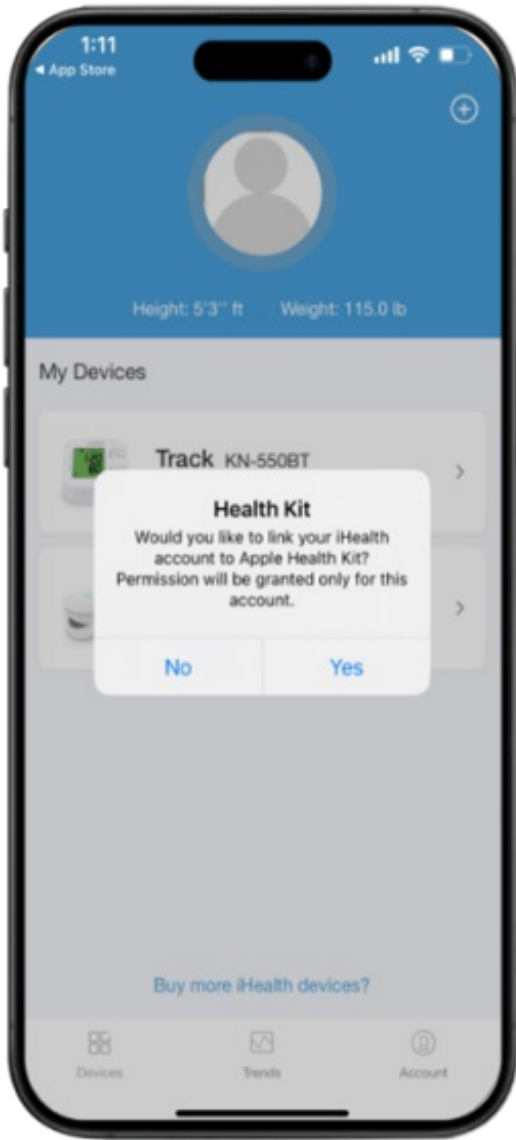 1:11
◀ App Store
Height: 5'3'' ft Weight: 115.0 lb
My Devices
Track KN-550BT
Health Kit
Would you like to link your iHealth
account to Apple Health Kit?
Permission will be granted only for this
account.
No Yes
Buy more iHealth devices?
Devices Trends Account